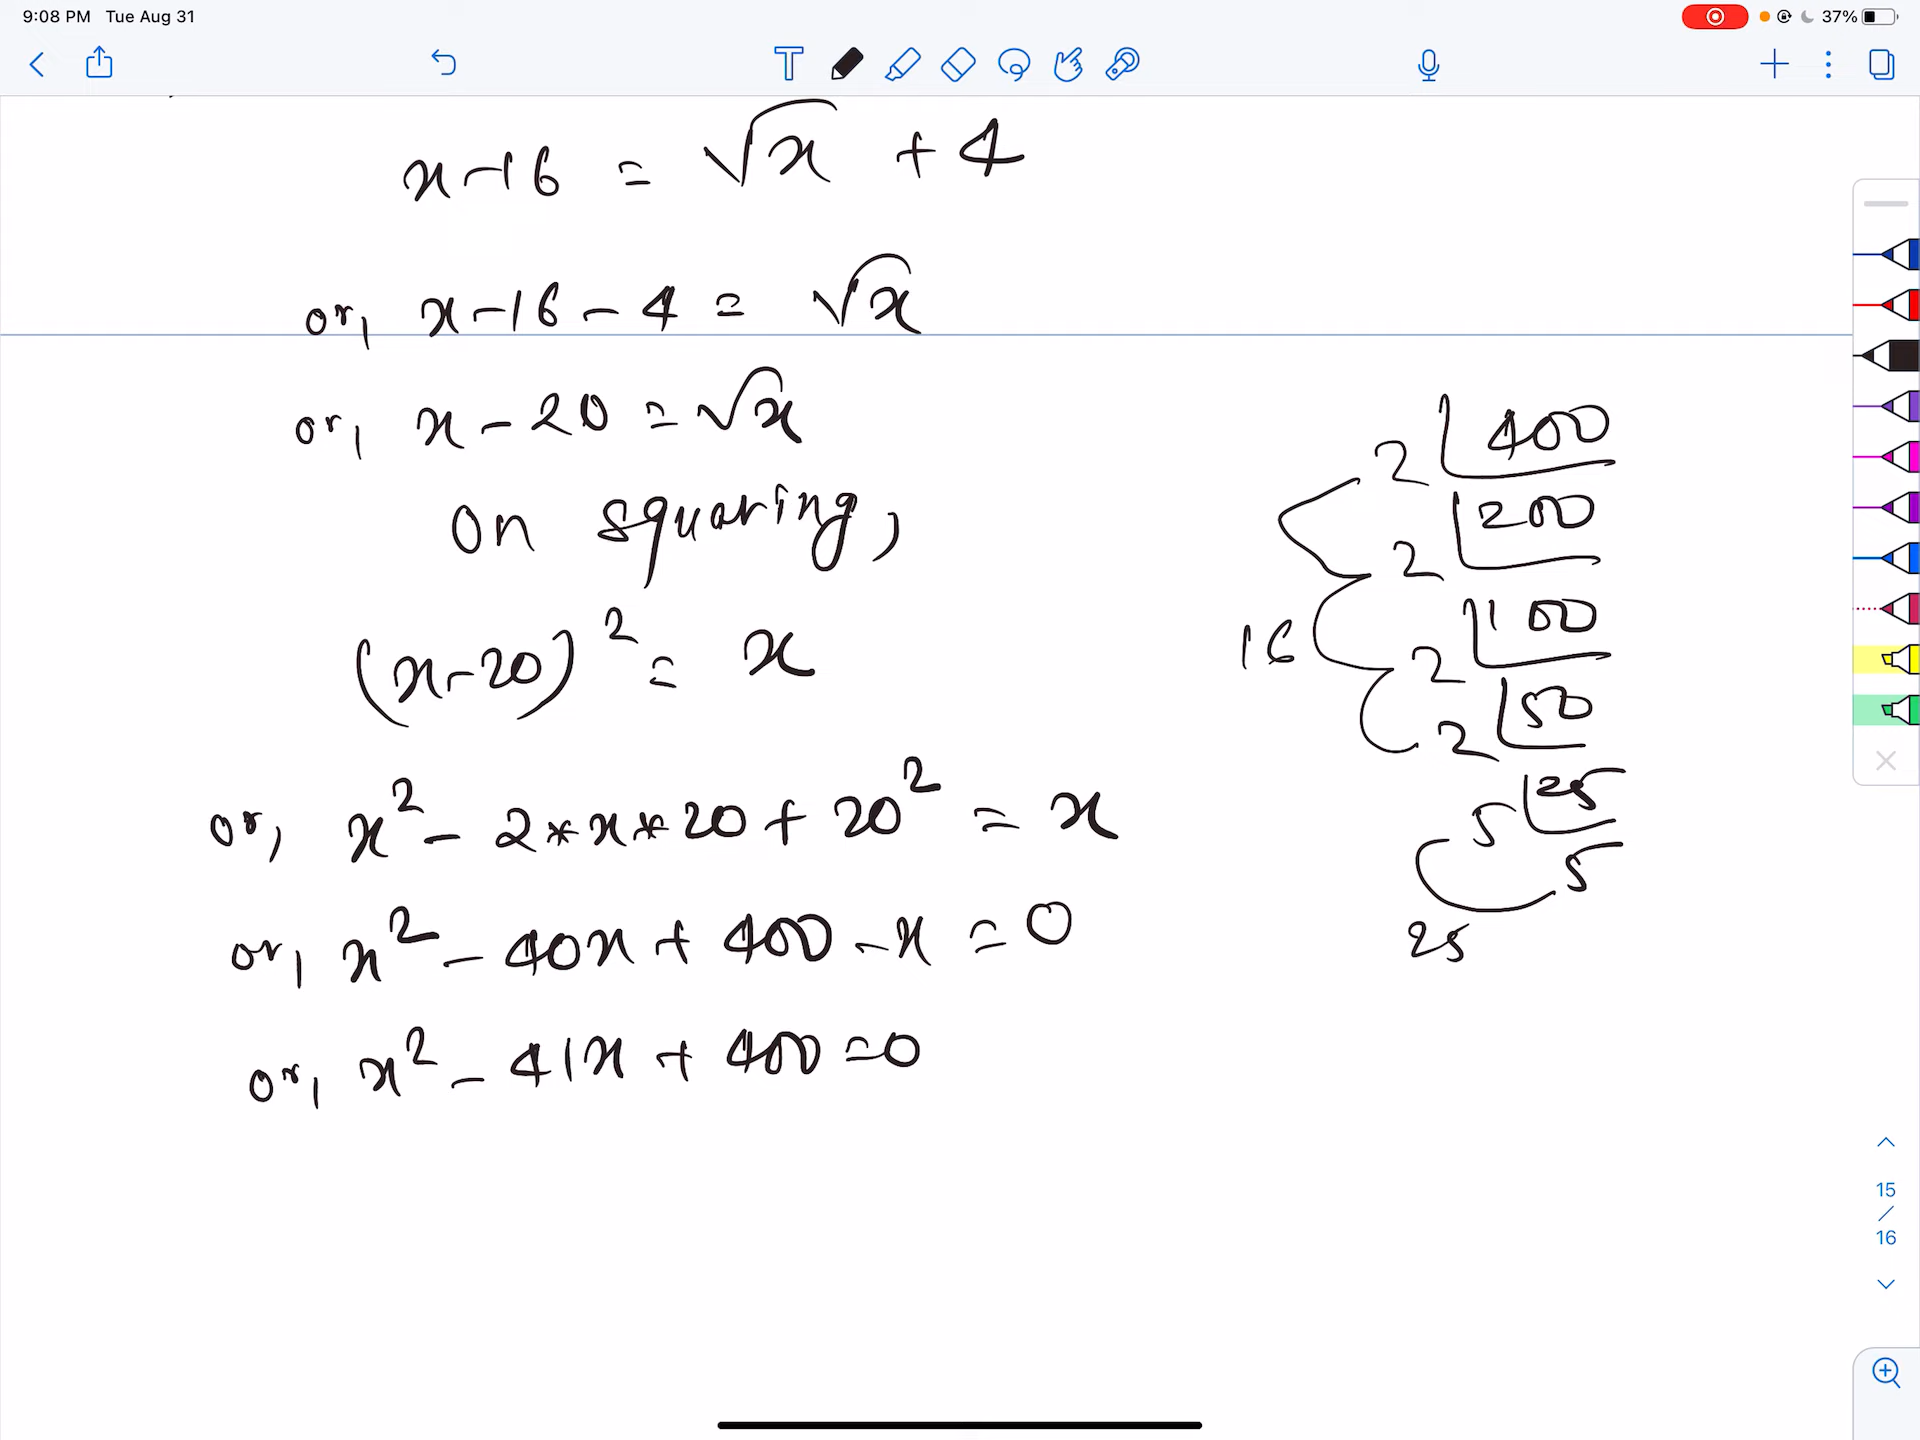 9:08 PM Tue Aug 31
37%
T
x-16 = √x + 4
or, x-16-4 = √x
or, x-20 = √x
On squaring,
(x-20)² = x
or, x² - 2*x*20 + 20² = x
or, x² - 40x + 400 - x = 0
or, x² - 41x + 400 = 0
2 400
2 200
2 100
16
2 50
5 25
5
25
15
/
16